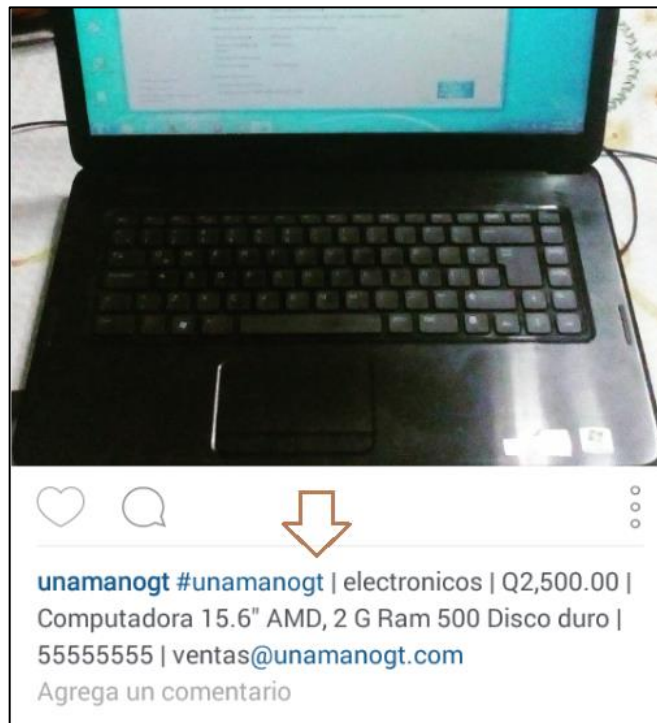 unamanogt #unamanogt | electronicos | Q2,500.00 |
Computadora 15.6" AMD, 2 G Ram 500 Disco duro |
55555555 | ventas@unamanogt.com
Agrega un comentario